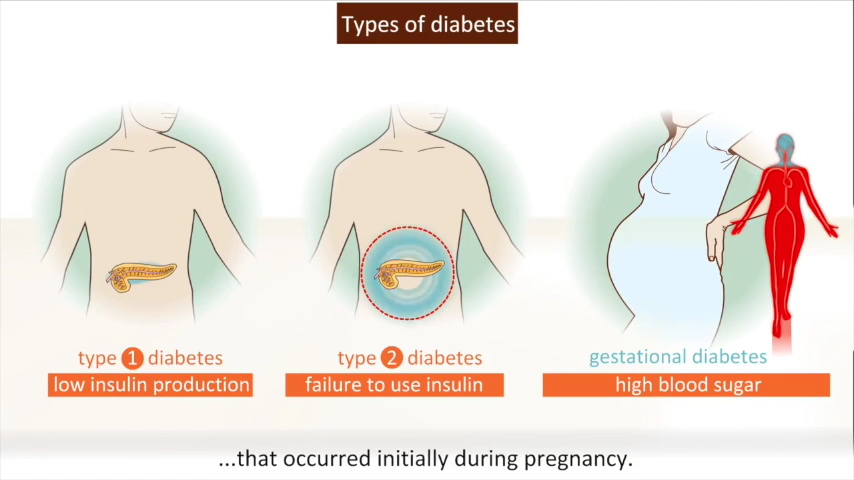 Types of diabetes
type 1 diabetes
low insulin production
type 2 diabetes
failure to use insulin
gestational diabetes
high blood sugar
...that occurred initially during pregnancy.